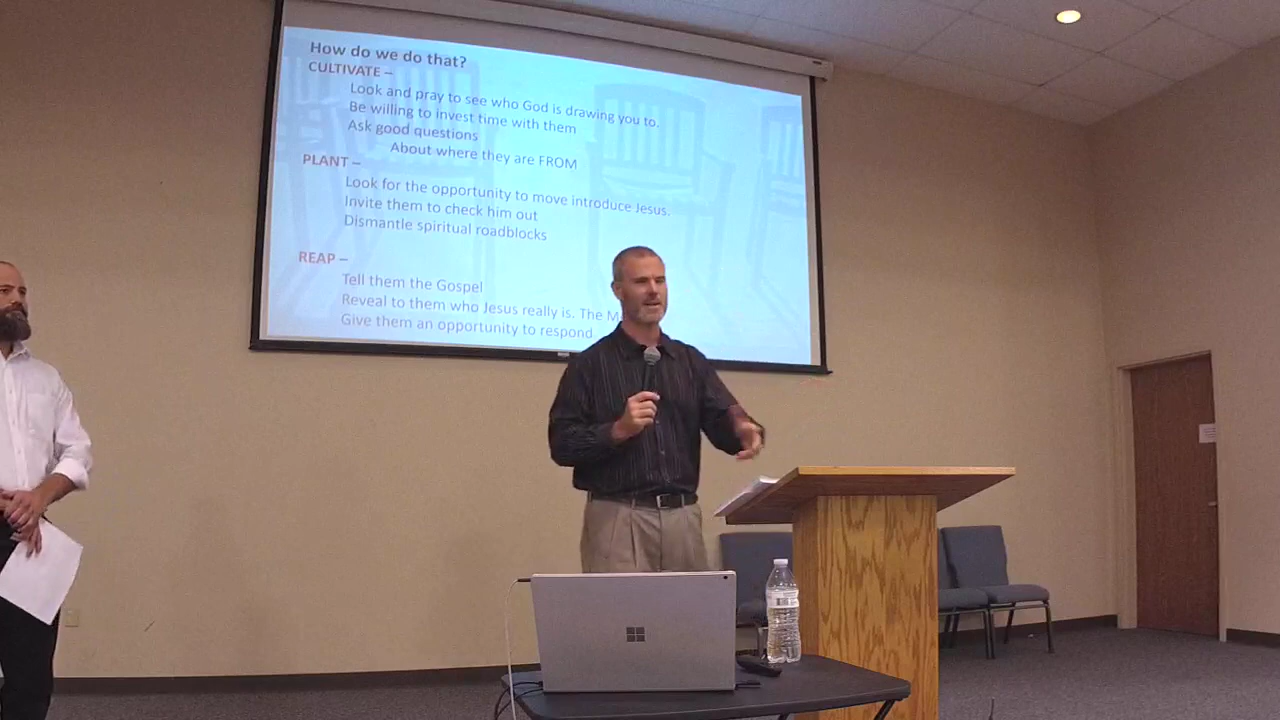 How do we do that?
CULTIVATE –
Look and pray to see who God is drawing you to.
Be willing to invest time with them
Ask good questions
About where they are FROM
PLANT –
Look for the opportunity to move introduce Jesus.
Invite them to check him out
Dismantle spiritual roadblocks
REAP –
Tell them the Gospel
Reveal to them who Jesus really is. The
Give them an opportunity to respond